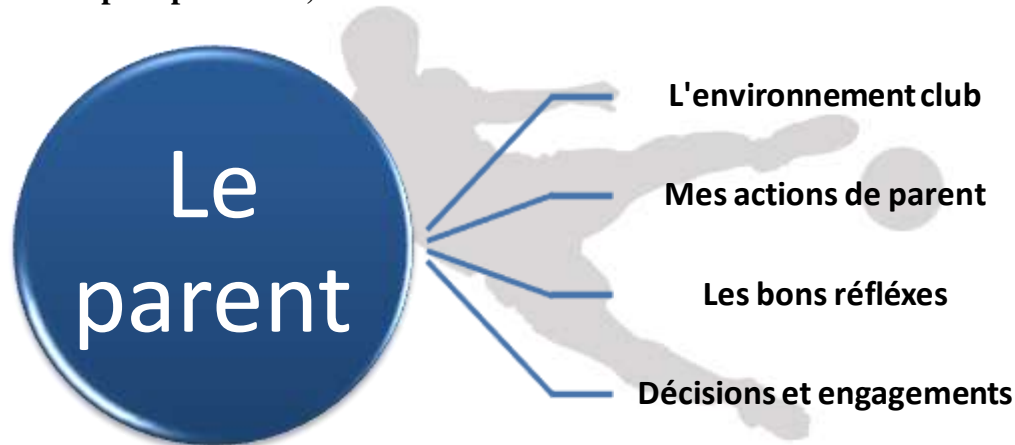 Le
parent
L'environnement club
Mes actions de parent
Les bons réfléxes
Décisions et engagements